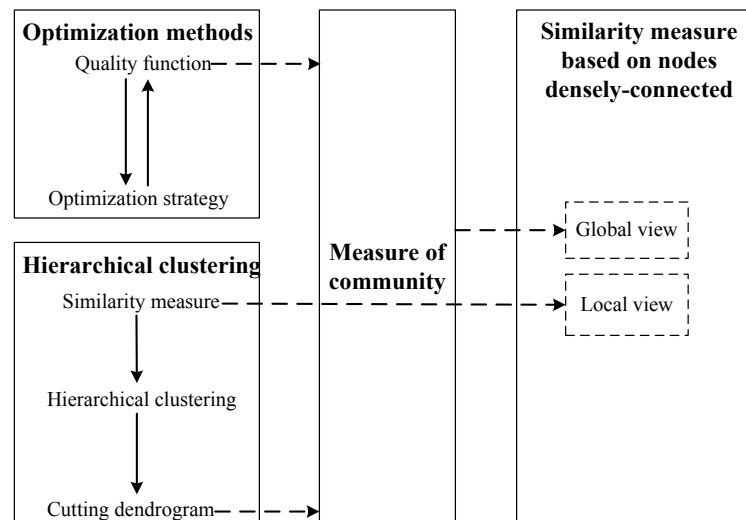 Optimization methods
Quality function
Optimization strategy
Hierarchical clustering
Similarity measure
Hierarchical clustering
Cutting dendrogram
Measure of
community
Similarity measure
based on nodes
densely-connected
Global view
Local view